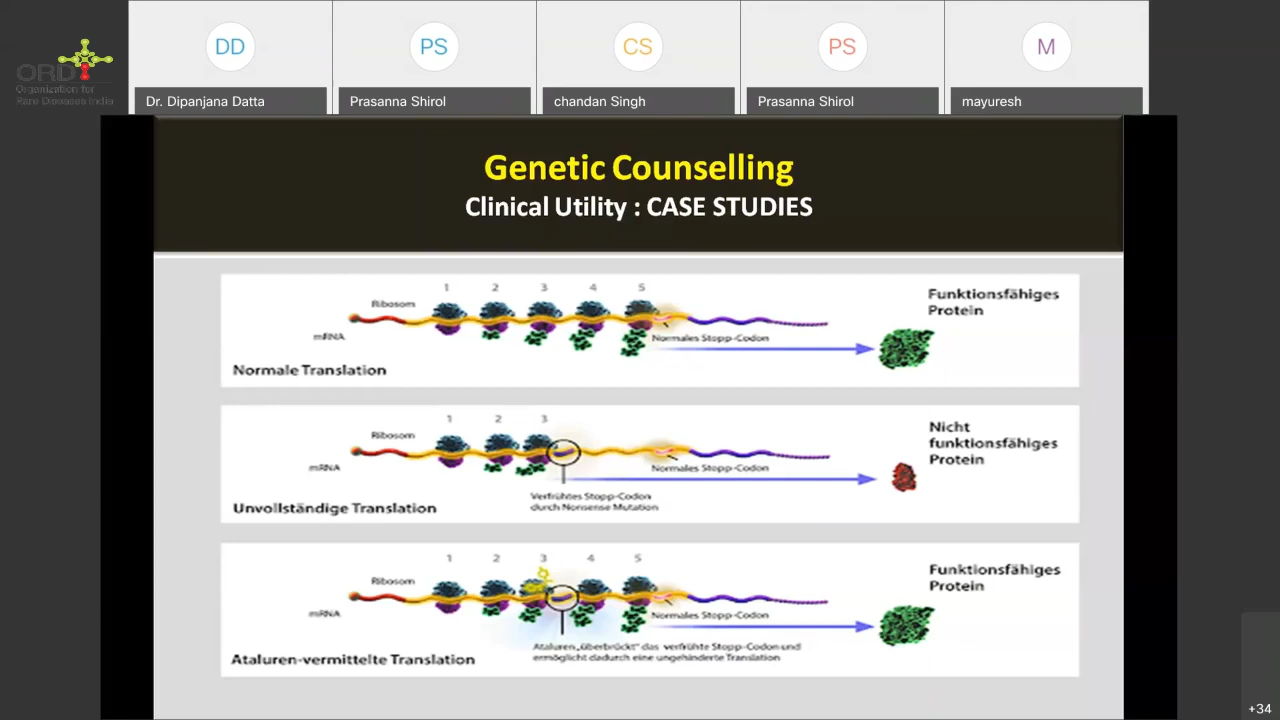 DD
PS
CS
PS
M
ORDI
Organization for
Rare Diseases India
Dr. Dipanjana Datta
Prasanna Shirol
chandan Singh
Prasanna Shirol
mayuresh
Genetic Counselling
Clinical Utility : CASE STUDIES
1 2 3 4 5
Ribosom
mRNA
Normales Stopp-Codon
Funktionsfähiges
Protein
Normale Translation
1 2 3
Ribosom
mRNA
Normales Stopp-Codon
Verfrühtes Stopp-Codon
durch Nonsense Mutation
Nicht
funktionsfähiges
Protein
Unvollständige Translation
1 2 3 4 5
Ribosom
mRNA
Normales Stopp-Codon
Ataluren „überbrückt“ das verfrühte Stopp-Codon und
ermöglicht dadurch eine ungehinderte Translation
Funktionsfähiges
Protein
Ataluren-vermittelte Translation
+34